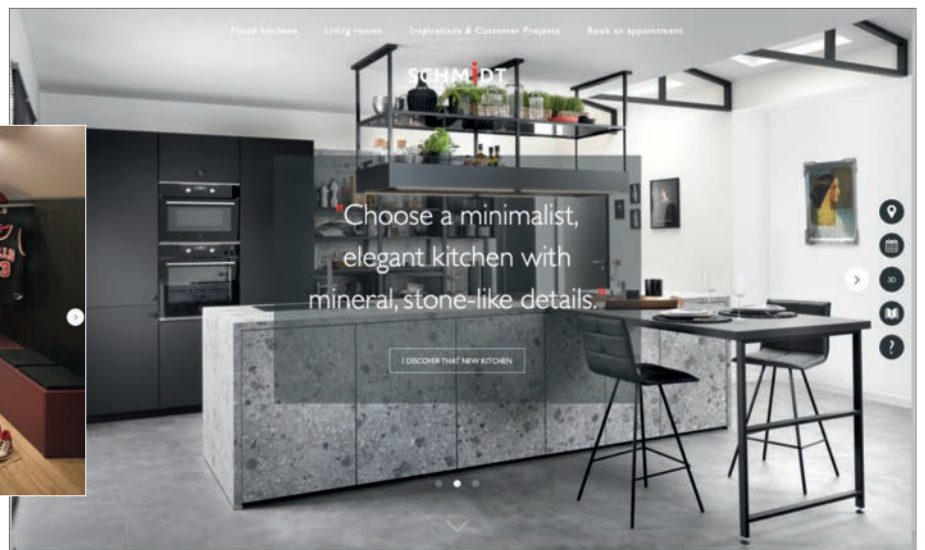 Fitted kitchens Living rooms Inspirations & Customer Projects Book an appointment
SCHMiDT
"Choose a minimalist,
elegant kitchen with
mineral, stone-like details."
I DISCOVER THAT NEW KITCHEN
3D
?